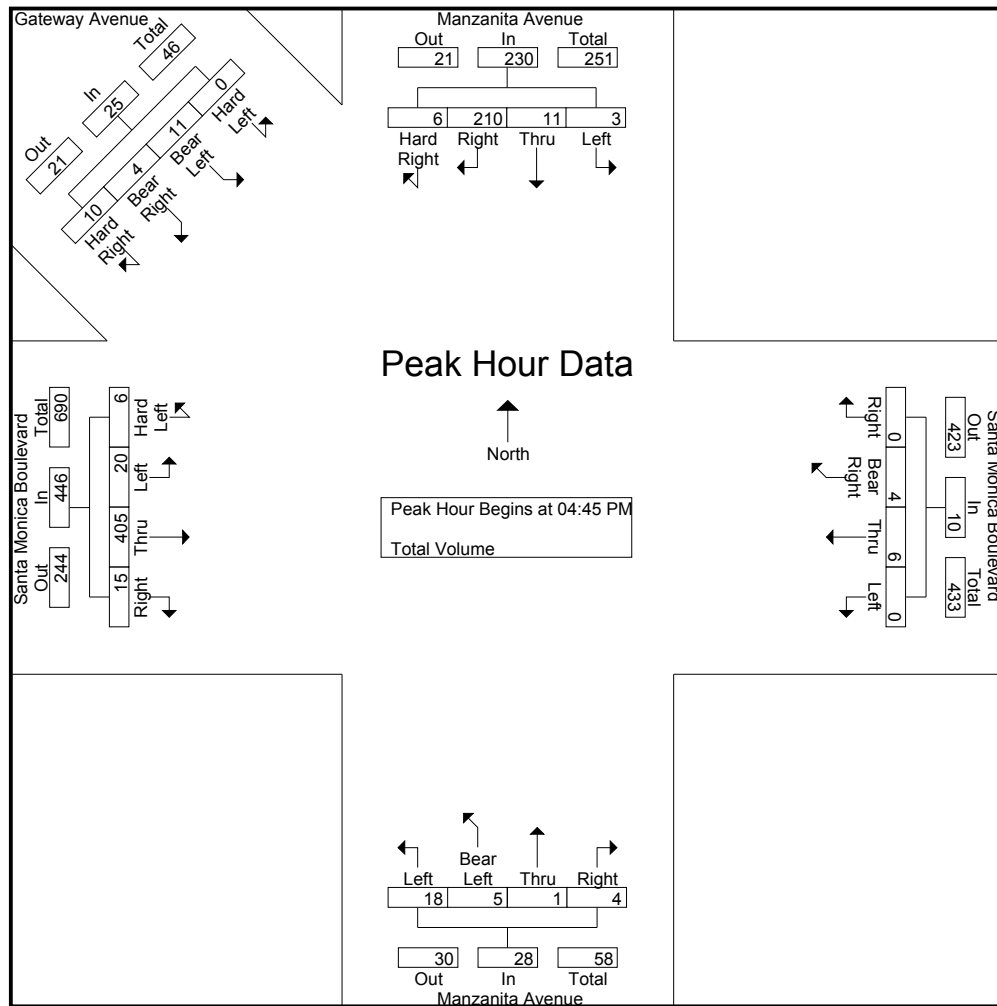 Gateway Avenue
Total
46
In
25
Out
21
0
11
4
10
Hard
Left
Bear
Left
Bear
Right
Hard
Right
Manzanita Avenue
Out In Total
21 230 251
6 210 11 3
Hard
Right
Right Thru Left
Peak Hour Data
North
Peak Hour Begins at 04:45 PM
Total Volume
Santa Monica Boulevard
Total
690
In
446
Out
244
6
20
405
15
Hard
Left
Left
Thru
Right
Santa Monica Boulevard
Out
423
In
10
Total
433
Right
0
Bear
Right
4
Thru
6
Left
0
Left Bear
Left
Thru Right
18 5 1 4
30 28 58
Out In Total
Manzanita Avenue